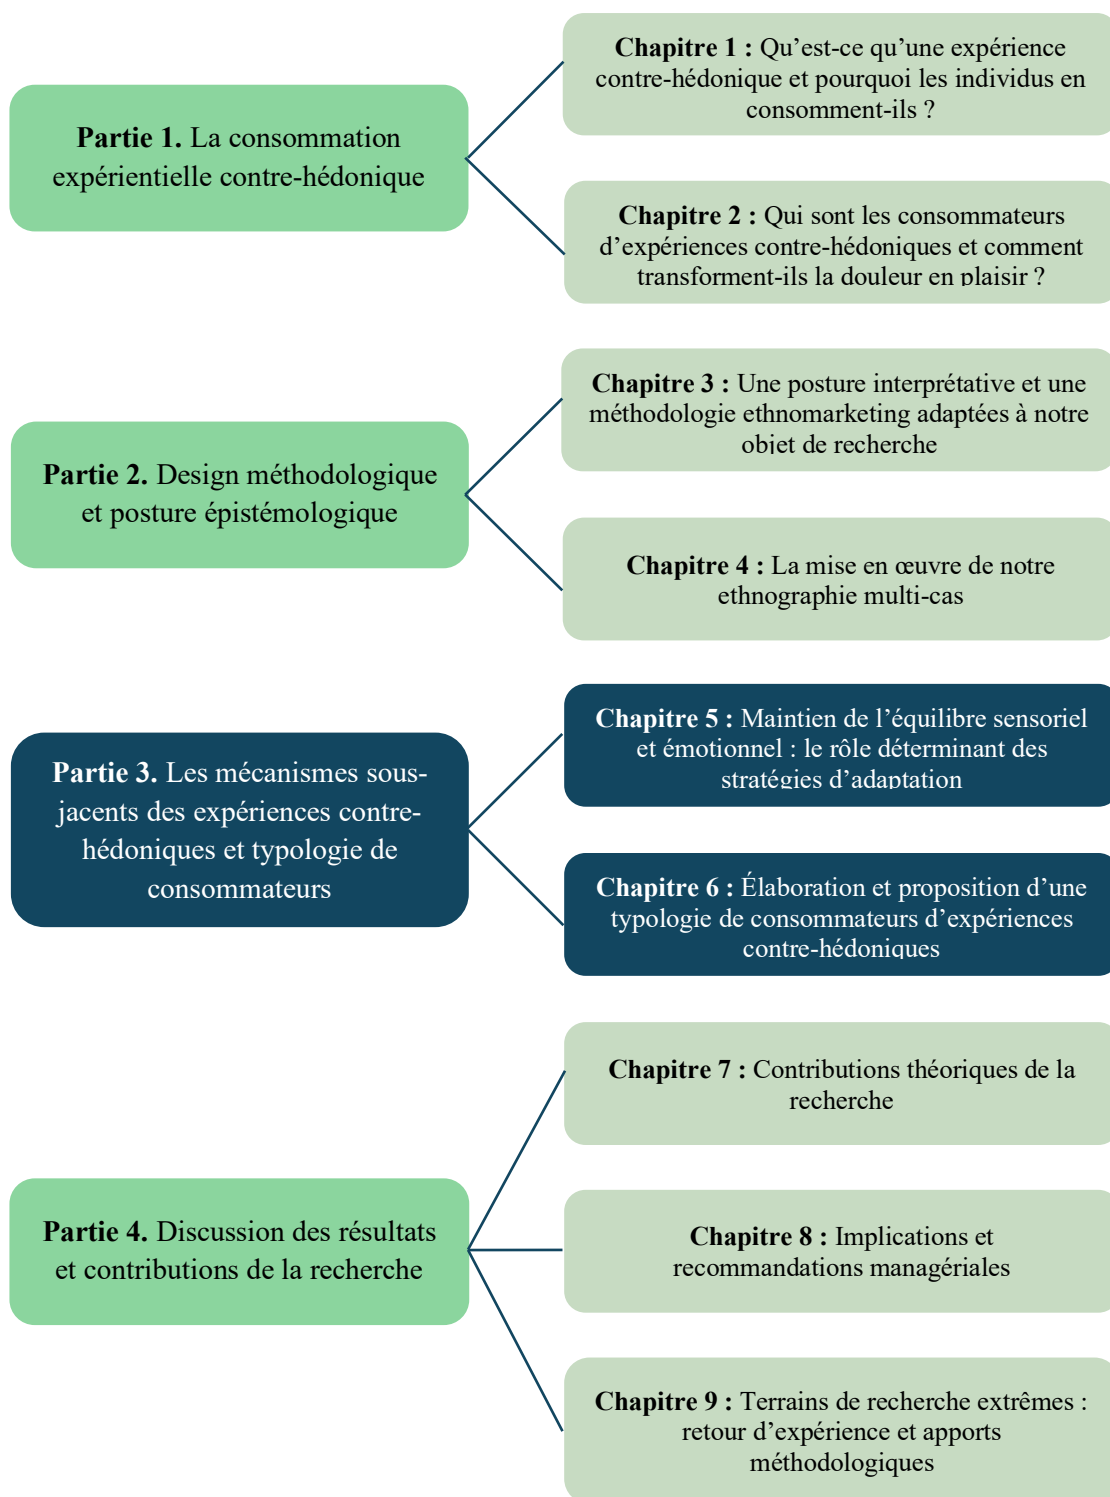 Partie 1. La consommation
expérientielle contre-hédonique
Chapitre 1 : Qu’est-ce qu’une expérience
contre-hédonique et pourquoi les individus en
consomment-ils ?
Chapitre 2 : Qui sont les consommateurs
d’expériences contre-hédoniques et comment
transforment-ils la douleur en plaisir ?
Partie 2. Design méthodologique
et posture épistémologique
Chapitre 3 : Une posture interprétative et une
méthodologie ethnomarketing adaptées à notre
objet de recherche
Chapitre 4 : La mise en œuvre de notre
ethnographie multi-cas
Partie 3. Les mécanismes sous-
jacents des expériences contre-
hédoniques et typologie de
consommateurs
Chapitre 5 : Maintien de l’équilibre sensoriel
et émotionnel : le rôle déterminant des
stratégies d’adaptation
Chapitre 6 : Élaboration et proposition d’une
typologie de consommateurs d’expériences
contre-hédoniques
Partie 4. Discussion des résultats
et contributions de la recherche
Chapitre 7 : Contributions théoriques de la
recherche
Chapitre 8 : Implications et
recommandations managériales
Chapitre 9 : Terrains de recherche extrêmes :
retour d’expérience et apports
méthodologiques